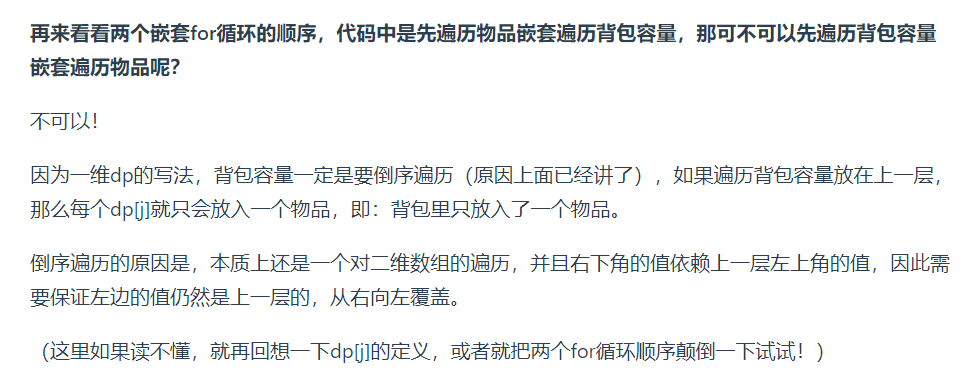 再来看看两个嵌套for循环的顺序，代码中是先遍历物品嵌套遍历背包容量，那可不可以先遍历背包容量
嵌套遍历物品呢？
不可以！
因为一维dp的写法，背包容量一定是要倒序遍历（原因上面已经讲了），如果遍历背包容量放在上一层，
那么每个dp[j]就只会放入一个物品，即：背包里只放入了一个物品。
倒序遍历的原因是，本质上还是一个对二维数组的遍历，并且右下角的值依赖上一层左上角的值，因此需
要保证左边的值仍然是上一层的，从右向左覆盖。
（这里如果读不懂，就再回想一下dp[j]的定义，或者就把两个for循环顺序颠倒一下试试！）